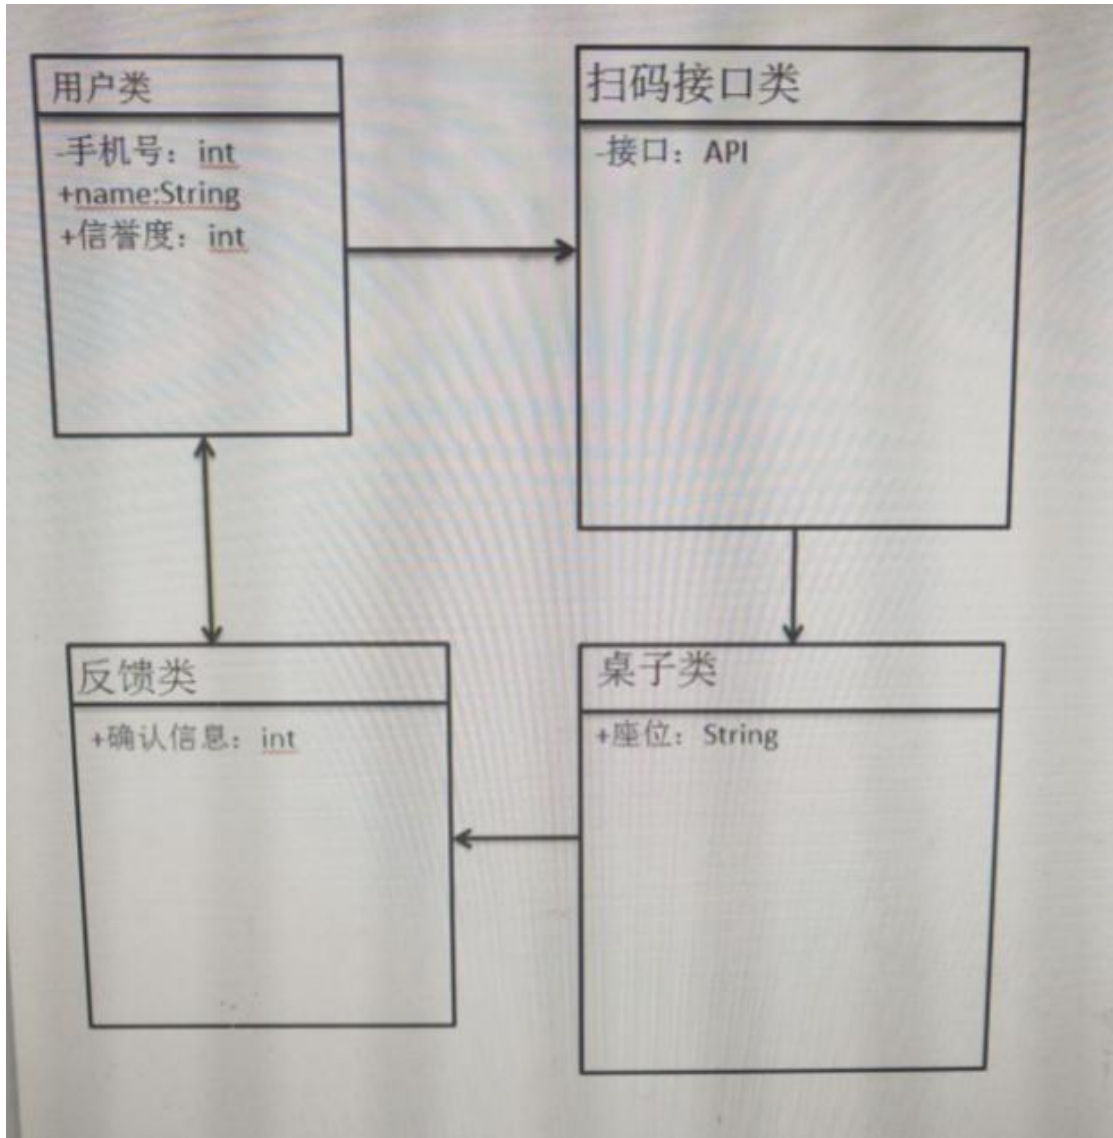 用户类
-手机号：int
+name:String
+信誉度：int
扫码接口类
-接口：API
反馈类
+确认信息：int
桌子类
+座位：String